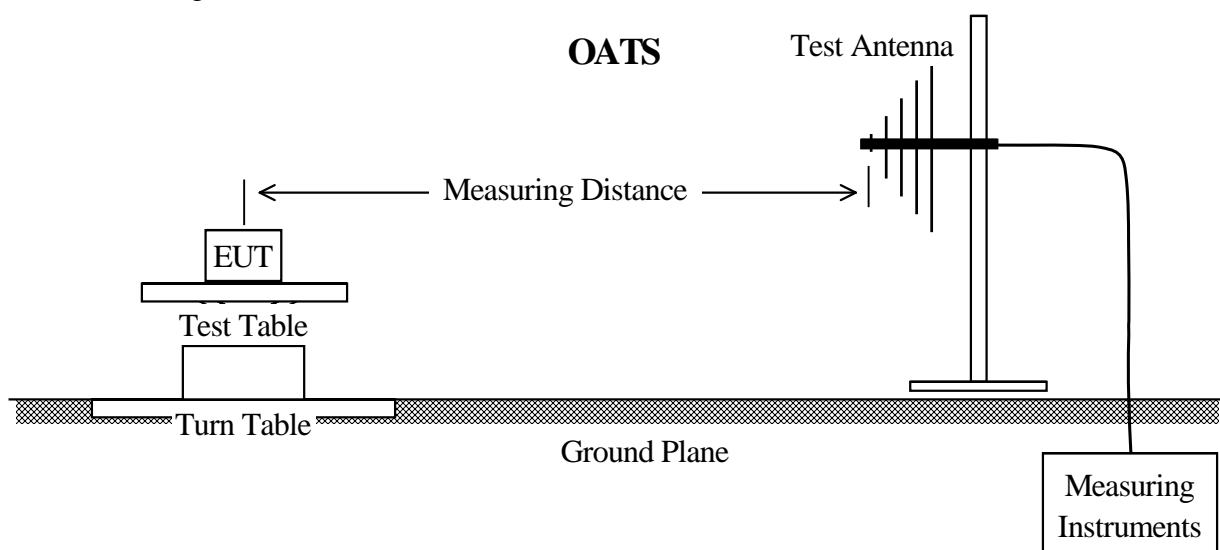 OATS
Test Antenna
Measuring Distance
EUT
Test Table
Turn Table
Ground Plane
Measuring
Instruments